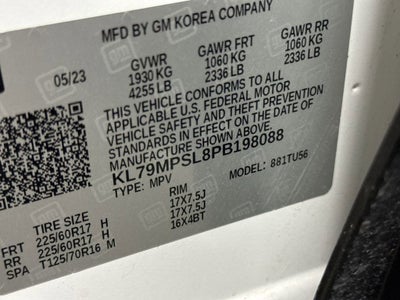 MFD BY GM KOREA COMPANY
05/23 GVWR GAWR FRT GAWR RR
1930 KG 1060 KG 1060 KG
4255 LB 2336 LB 2336 LB
THIS VEHICLE CONFORMS TO ALL
APPLICABLE U.S. FEDERAL MOTOR
VEHICLE SAFETY AND THEFT PREVENTION
STANDARDS IN EFFECT ON THE DATE OF
MANUFACTURE SHOWN ABOVE.
KL79MPSL8PB198088
TYPE: MPV 881TU56
TIRE SIZE RIM
FRT 225/60R17 H 17X7.5J
RR 225/60R17 H 17X7.5J
SPA T125/70R16 M 16X4BT
gm